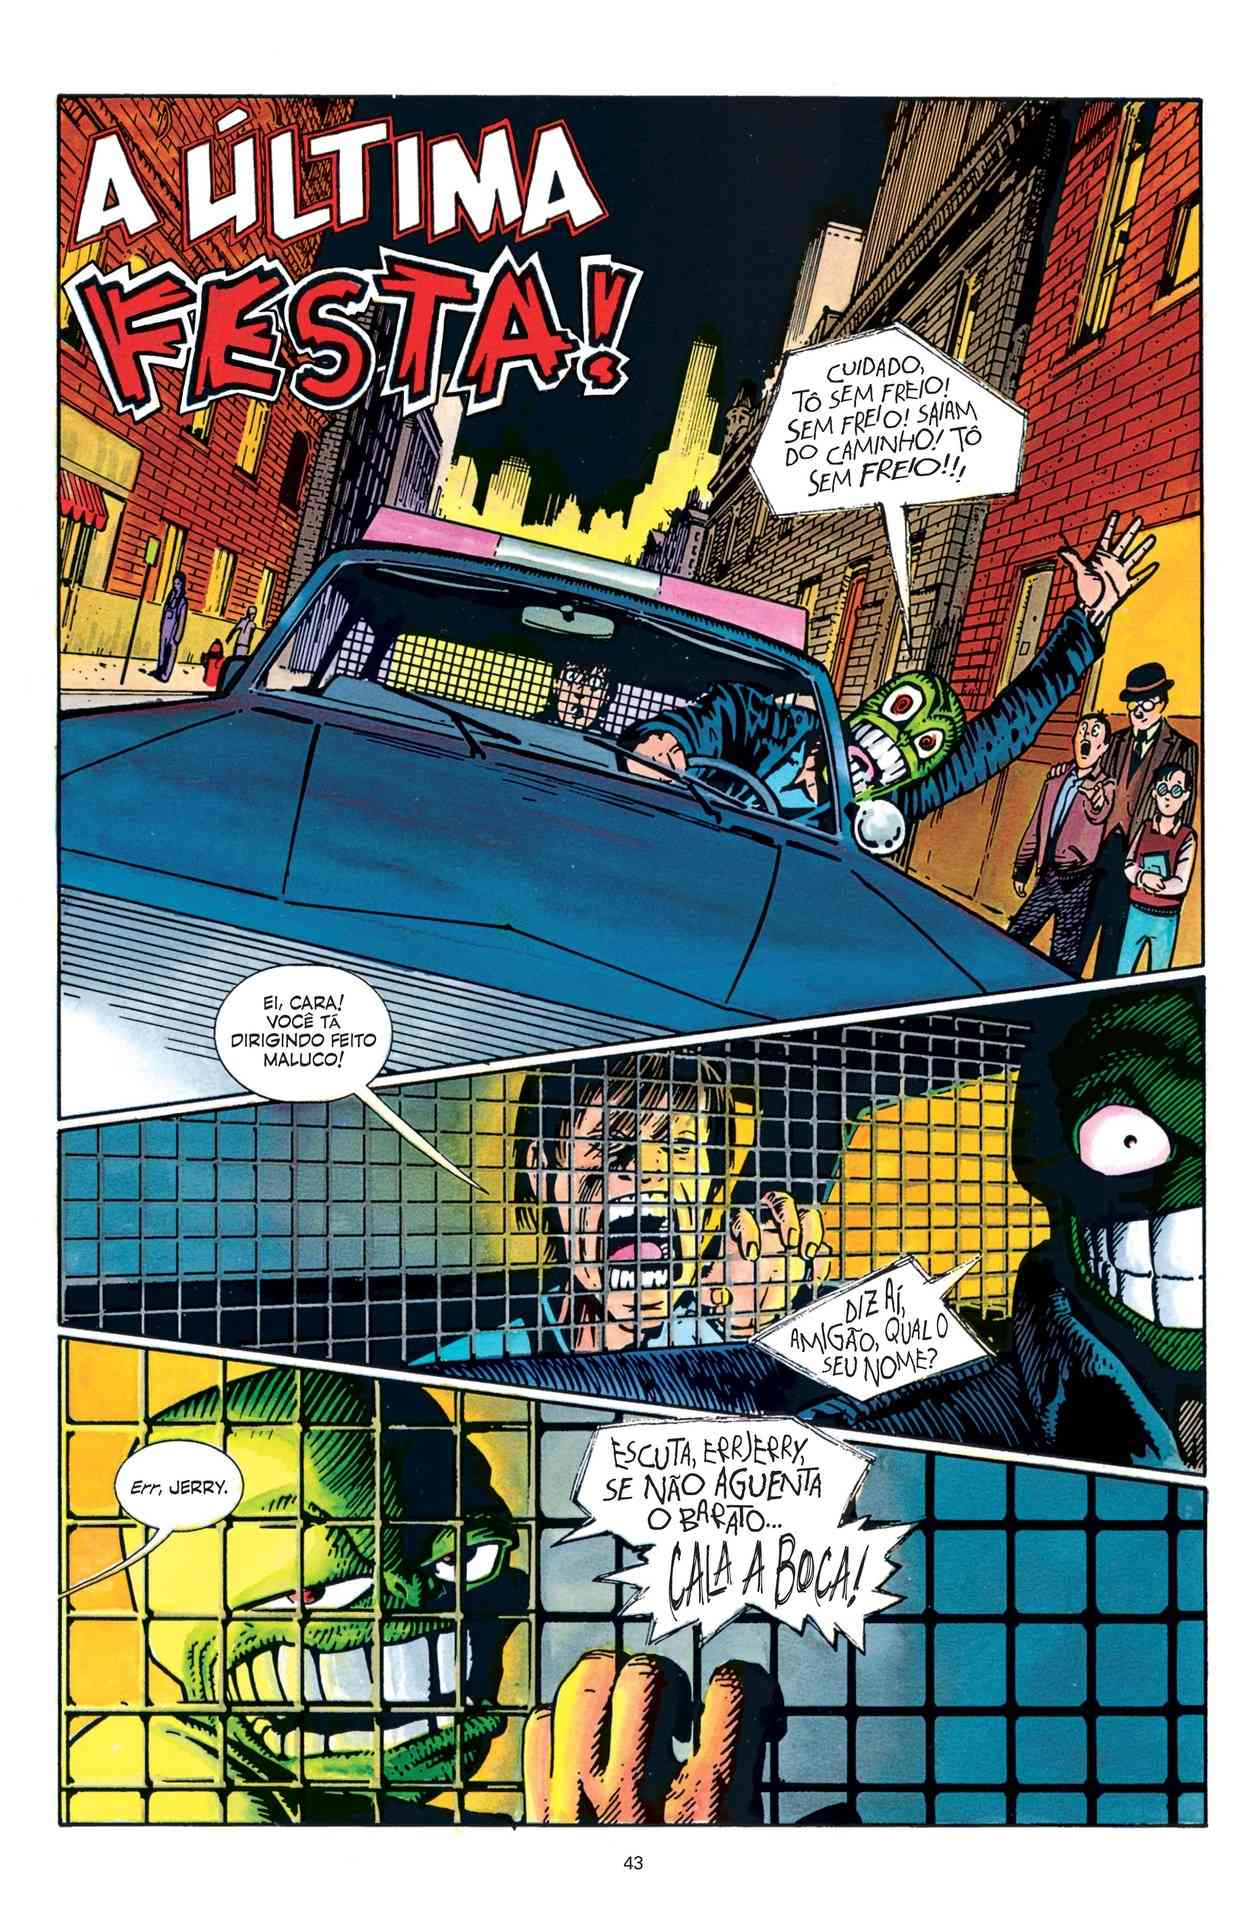 A ÚLTIMA
FESTA!
CUIDADO,
TÔ SEM FREIO!
SEM FREIO! SAIAM
DO CAMINHO! TÔ
SEM FREIO!!!
EI, CARA!
VOCÊ TÁ
DIRIGINDO FEITO
MALUCO!
DIZ AÍ,
AMIGÃO, QUAL O
SEU NOME?
Err, JERRY.
ESCUTA, ERRJERRY,
SE NÃO AGUENTA
O BARATO...
CALA A BOCA!
43